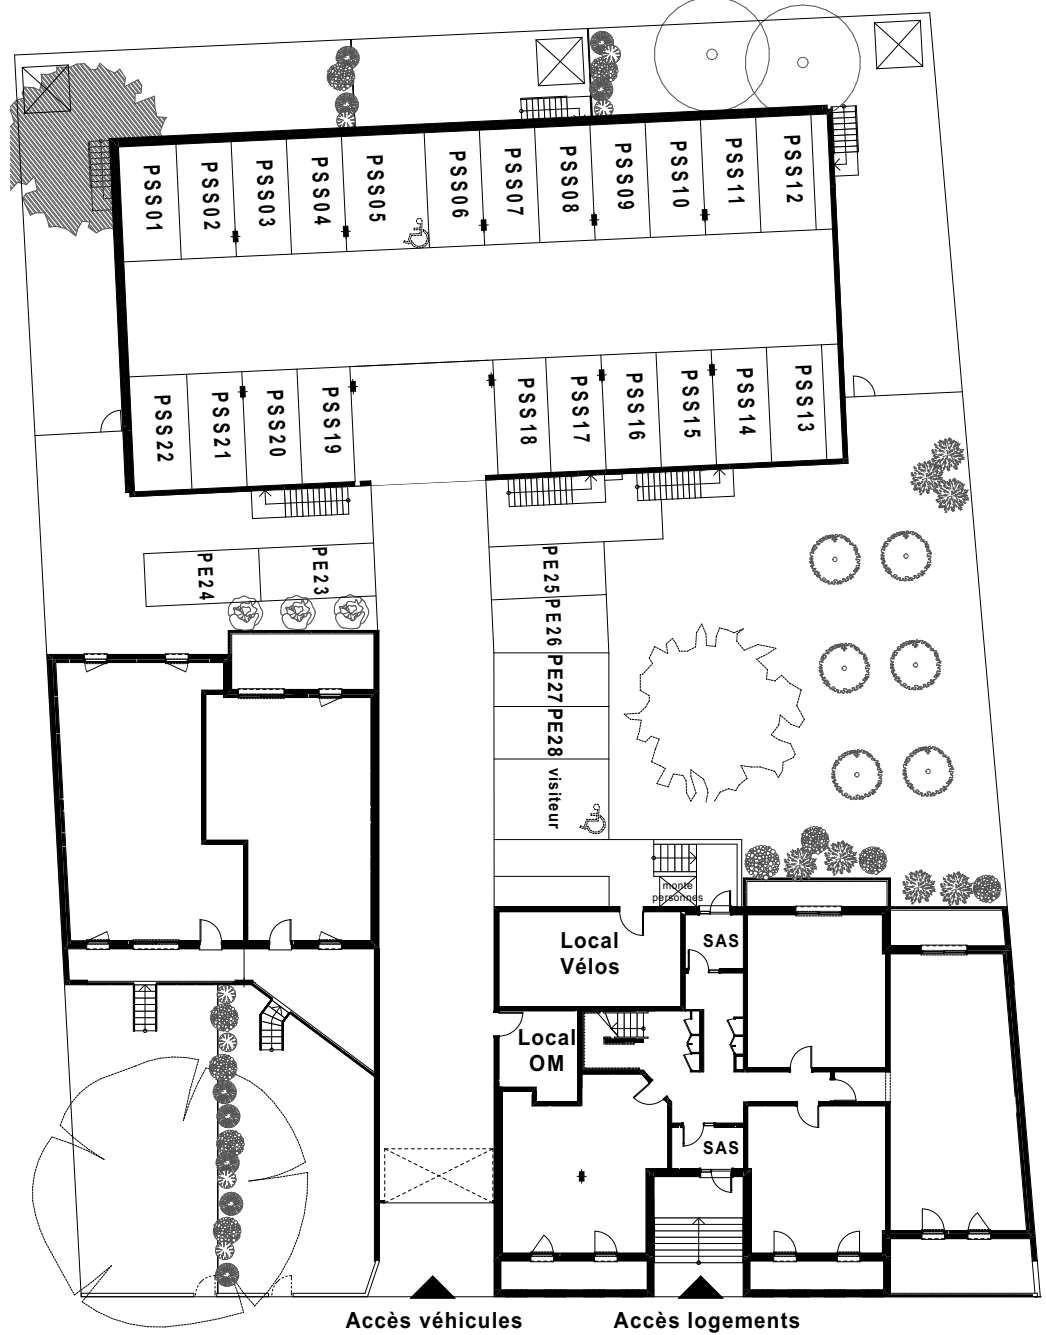 PSS01
PSS02
PSS03
PSS04
PSS05
PSS06
PSS07
PSS08
PSS09
PSS10
PSS11
PSS12
PSS22
PSS21
PSS20
PSS19
PSS18
PSS17
PSS16
PSS15
PSS14
PSS13
PE24
PE23
PE25
PE26
PE27
PE28
visiteur
monte
personnes
Local
Vélos
SAS
Local
OM
SAS
Accès véhicules
Accès logements